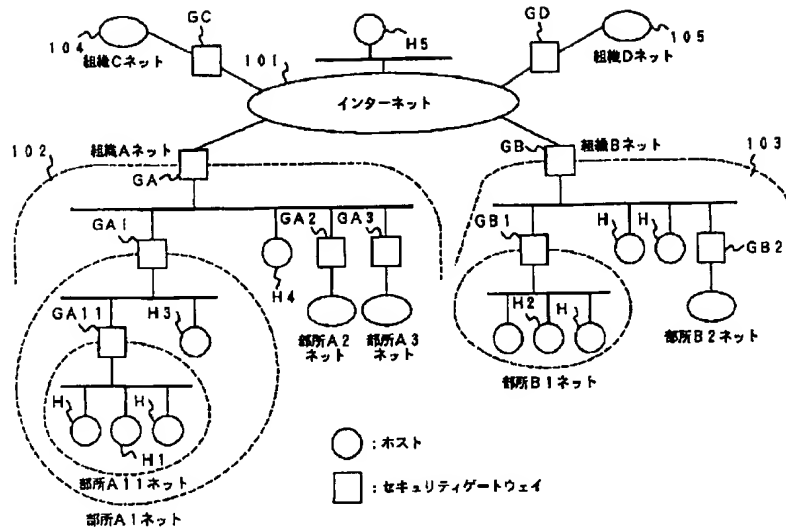 GC
GD
104
組織Cネット
101
H5
105
組織Dネット
インターネット
102
組織Aネット
GA
GB
組織Bネット
103
GA1
GA2
GA3
H4
GB1
H
H
GB2
部所A2
ネット
部所A3
ネット
GA11
H3
H2
H
部所B1ネット
部所B2ネット
H
H
H1
部所A11ネット
部所A1ネット
○:ホスト
□:セキュリティゲートウェイ